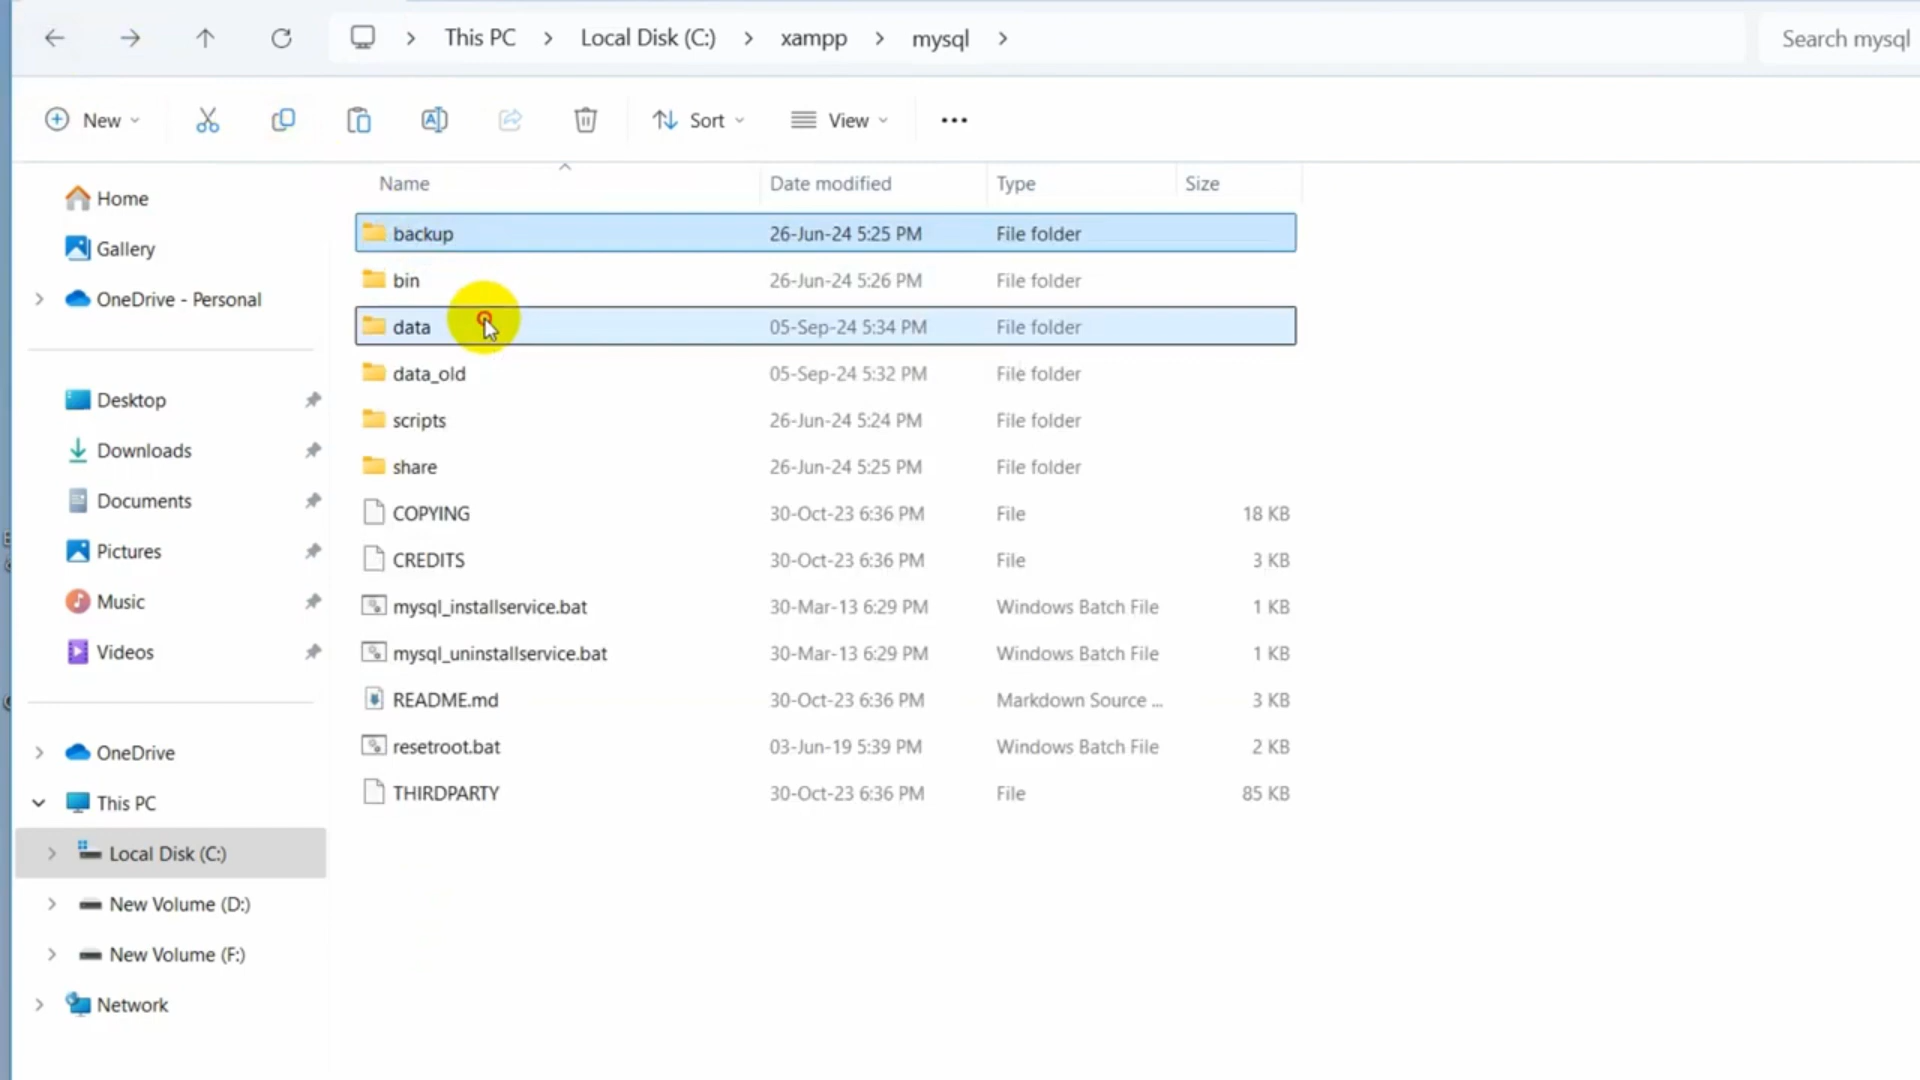 This PC > Local Disk (C:) > xampp > mysql >
Search mysql
New
Sort
View
Name Date modified Type Size
Home
Gallery
OneDrive - Personal
Desktop
Downloads
Documents
Pictures
Music
Videos
OneDrive
This PC
Local Disk (C:)
New Volume (D:)
New Volume (F:)
Network
backup 26-Jun-24 5:25 PM File folder
bin 26-Jun-24 5:26 PM File folder
data 05-Sep-24 5:34 PM File folder
data_old 05-Sep-24 5:32 PM File folder
scripts 26-Jun-24 5:24 PM File folder
share 26-Jun-24 5:25 PM File folder
COPYING 30-Oct-23 6:36 PM File 18 KB
CREDITS 30-Oct-23 6:36 PM File 3 KB
mysql_installservice.bat 30-Mar-13 6:29 PM Windows Batch File 1 KB
mysql_uninstallservice.bat 30-Mar-13 6:29 PM Windows Batch File 1 KB
README.md 30-Oct-23 6:36 PM Markdown Source ... 3 KB
resetroot.bat 03-Jun-19 5:39 PM Windows Batch File 2 KB
THIRDPARTY 30-Oct-23 6:36 PM File 85 KB